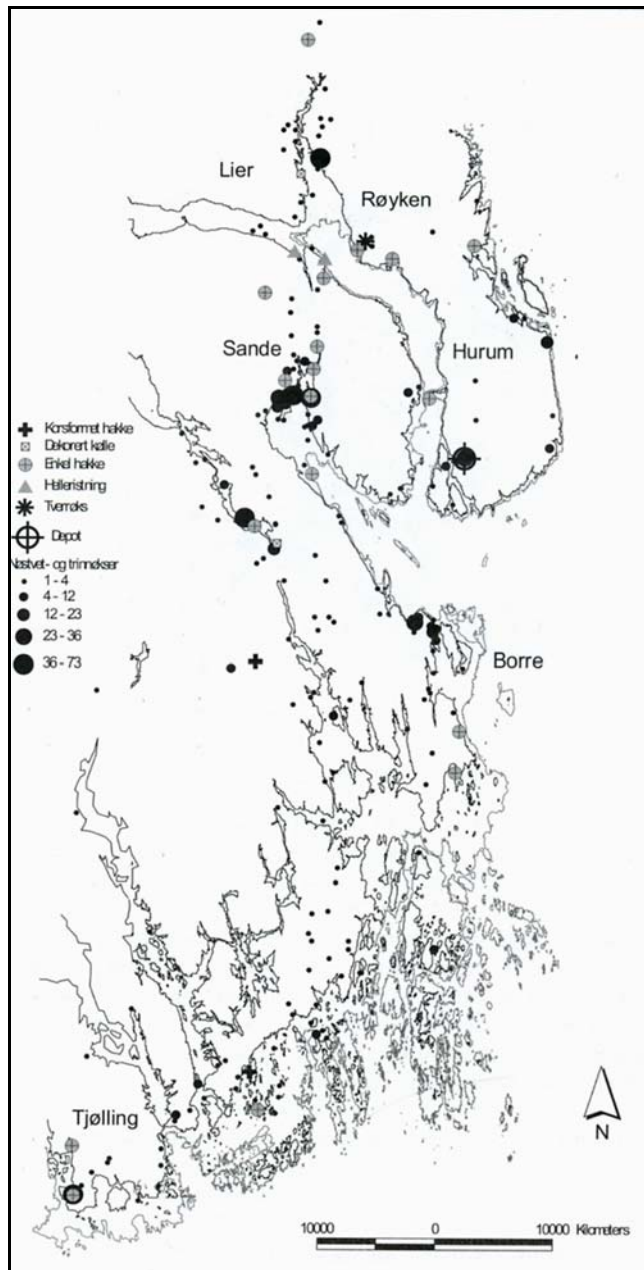 Lier
Røyken
Sande
Hurum
Korsformet hakke
Dekorert kølle
Enkel hakke
Helleristning
Tverrøks
Depot
Nøstvet- og trinnøkser
1 - 4
4 - 12
12 - 23
23 - 36
36 - 73
Borre
Tjølling
N
10000 0 10000 Kilometers